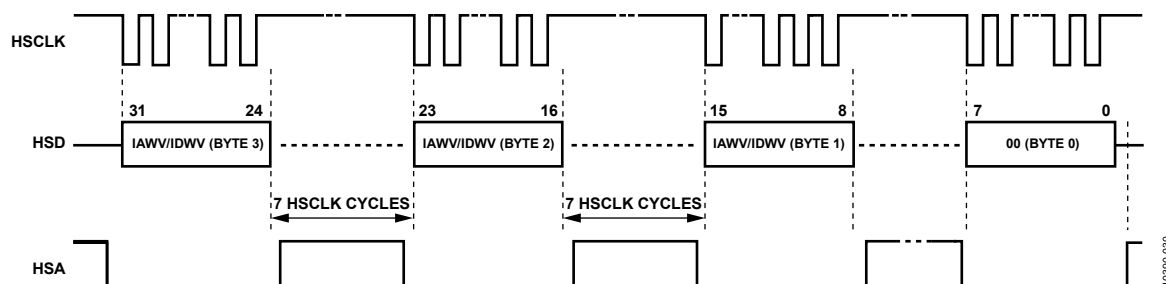 HSCLK
31 24 23 16 15 8 7 0
HSD IAWV/IDWV (BYTE 3) IAWV/IDWV (BYTE 2) IAWV/IDWV (BYTE 1) 00 (BYTE 0)
7 HSCLK CYCLES 7 HSCLK CYCLES
HSA